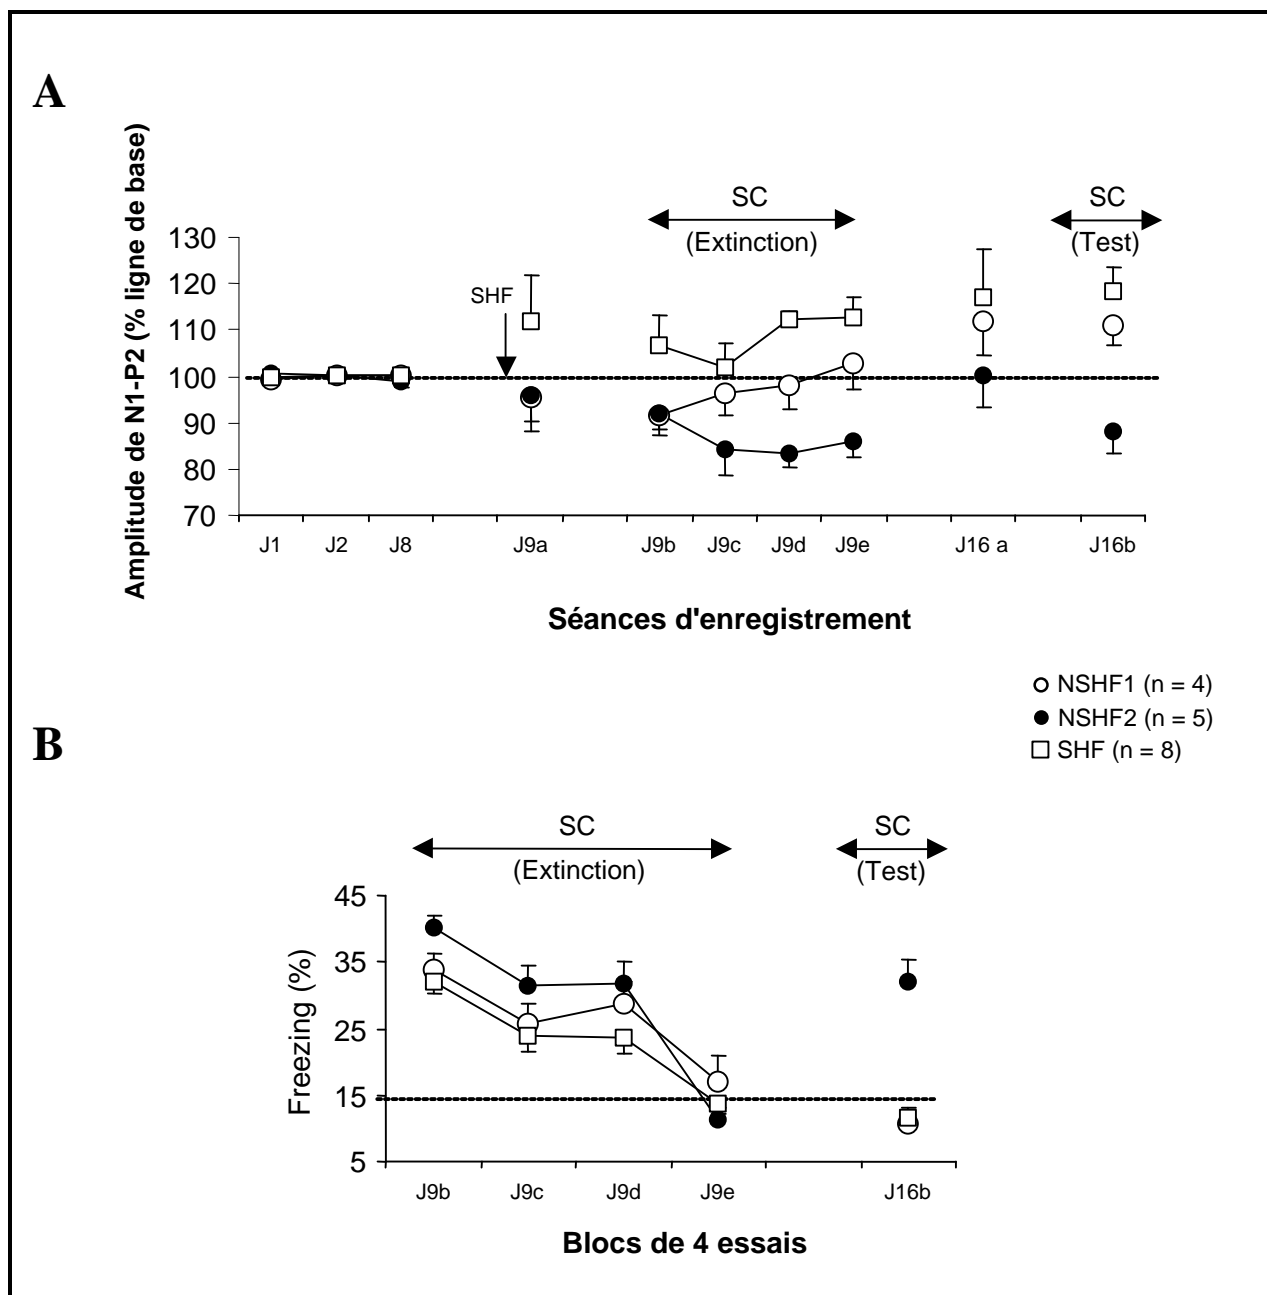 A
Amplitude de N1-P2 (% ligne de base)
SC
(Extinction)
SC
(Test)
SHF
130
120
110
100
90
80
70
J1 J2 J8 J9a J9b J9c J9d J9e J16 a J16b
Séances d'enregistrement
NSHF1 (n = 4)
NSHF2 (n = 5)
SHF (n = 8)
B
SC
(Extinction)
SC
(Test)
Freezing (%)
45
35
25
15
5
J9b J9c J9d J9e J16b
Blocs de 4 essais